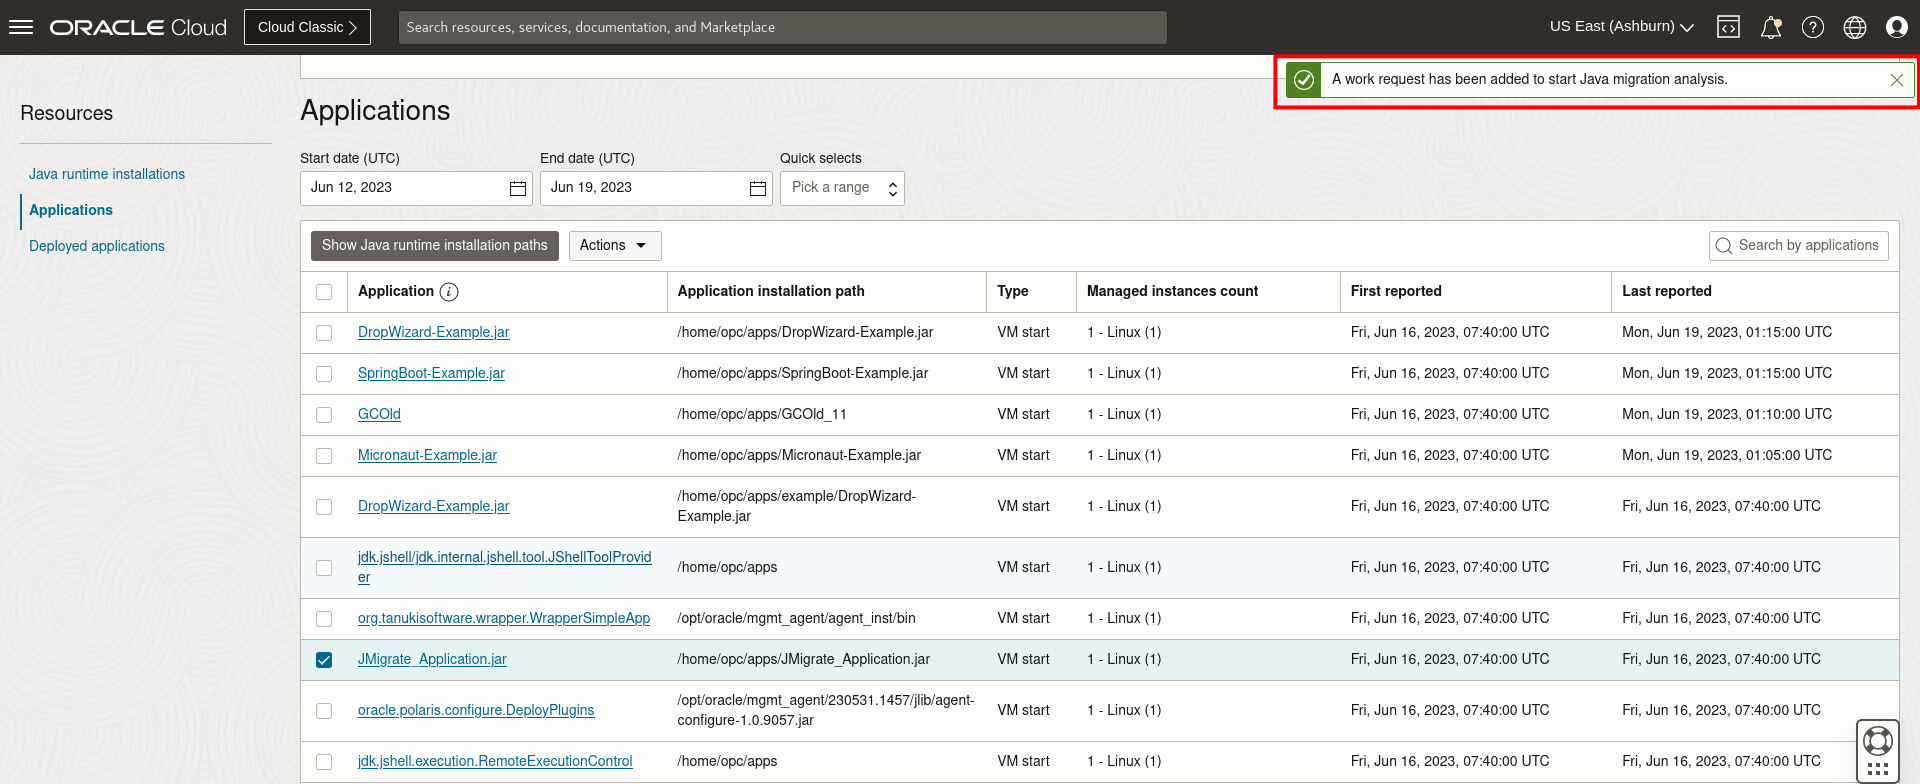 ORACLE Cloud
Cloud Classic
Search resources, services, documentation, and Marketplace
US East (Ashburn)
A work request has been added to start Java migration analysis.
Resources
Java runtime installations
Applications
Deployed applications
Applications
Start date (UTC) End date (UTC) Quick selects
Jun 12, 2023 Jun 19, 2023 Pick a range
Show Java runtime installation paths Actions Search by applications
Application i Application installation path Type Managed instances count First reported Last reported
DropWizard-Example.jar /home/opc/apps/DropWizard-Example.jar VM start 1 - Linux (1) Fri, Jun 16, 2023, 07:40:00 UTC Mon, Jun 19, 2023, 01:15:00 UTC
SpringBoot-Example.jar /home/opc/apps/SpringBoot-Example.jar VM start 1 - Linux (1) Fri, Jun 16, 2023, 07:40:00 UTC Mon, Jun 19, 2023, 01:15:00 UTC
GCOld /home/opc/apps/GCOld_11 VM start 1 - Linux (1) Fri, Jun 16, 2023, 07:40:00 UTC Mon, Jun 19, 2023, 01:10:00 UTC
Micronaut-Example.jar /home/opc/apps/Micronaut-Example.jar VM start 1 - Linux (1) Fri, Jun 16, 2023, 07:40:00 UTC Mon, Jun 19, 2023, 01:05:00 UTC
DropWizard-Example.jar /home/opc/apps/example/DropWizard-
Example.jar VM start 1 - Linux (1) Fri, Jun 16, 2023, 07:40:00 UTC Fri, Jun 16, 2023, 07:40:00 UTC
jdk.jshell/jdk.internal.jshell.tool.JShellToolProvid
er /home/opc/apps VM start 1 - Linux (1) Fri, Jun 16, 2023, 07:40:00 UTC Fri, Jun 16, 2023, 07:40:00 UTC
org.tanukisoftware.wrapper.WrapperSimpleApp /opt/oracle/mgmt_agent/agent_inst/bin VM start 1 - Linux (1) Fri, Jun 16, 2023, 07:40:00 UTC Fri, Jun 16, 2023, 07:40:00 UTC
JMigrate_Application.jar /home/opc/apps/JMigrate_Application.jar VM start 1 - Linux (1) Fri, Jun 16, 2023, 07:40:00 UTC Fri, Jun 16, 2023, 07:40:00 UTC
oracle.polaris.configure.DeployPlugins /opt/oracle/mgmt_agent/230531.1457/jlib/agent-
configure-1.0.9057.jar VM start 1 - Linux (1) Fri, Jun 16, 2023, 07:40:00 UTC Fri, Jun 16, 2023, 07:40:00 UTC
jdk.jshell.execution.RemoteExecutionControl /home/opc/apps VM start 1 - Linux (1) Fri, Jun 16, 2023, 07:40:00 UTC Fri, Jun 16, 2023, 07:40:00 UTC